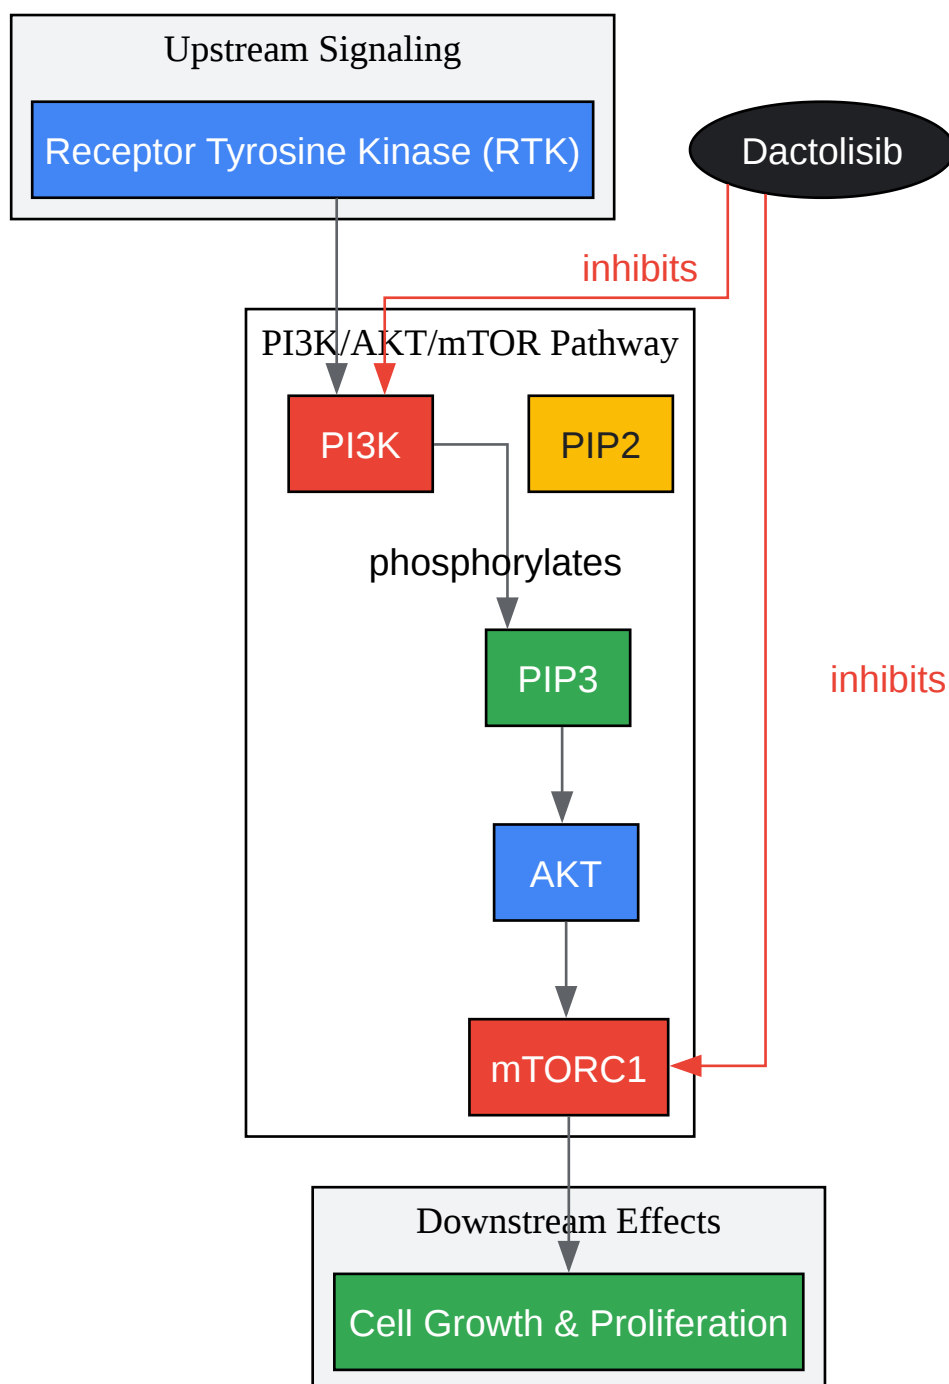 Upstream Signaling
Receptor Tyrosine Kinase (RTK)
Dactolisib
inhibits
PI3K/AKT/mTOR Pathway
PI3K
PIP2
phosphorylates
PIP3
inhibits
AKT
mTORC1
Downstream Effects
Cell Growth & Proliferation